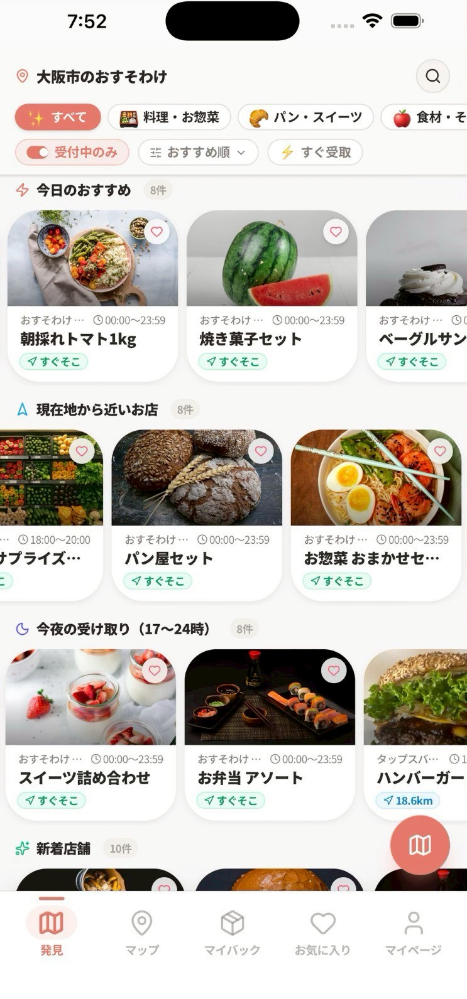 7:52
大阪市のおすそわけ
すべて
料理・お惣菜
パン・スイーツ
食材・そ
受付中のみ
おすすめ順
すぐ受取
今日のおすすめ 8件
おすそわけ… 00:00〜23:59
朝採れトマト1kg
すぐそこ
おすそわけ… 00:00〜23:59
焼き菓子セット
すぐそこ
おすそわけ…
ベーグルサン
すぐそこ
現在地から近いお店 8件
… 18:00〜20:00
サプライズ…
こ
おすそわけ… 00:00〜23:59
パン屋セット
すぐそこ
おすそわけ… 00:00〜23:59
お惣菜 おまかせセ…
すぐそこ
今夜の受け取り（17〜24時） 8件
おすそわけ… 00:00〜23:59
スイーツ詰め合わせ
すぐそこ
おすそわけ… 00:00〜23:59
お弁当 アソート
すぐそこ
タップスバ… 1
ハンバーガー
18.6km
新着店舗 10件
発見
マップ
マイバック
お気に入り
マイページ